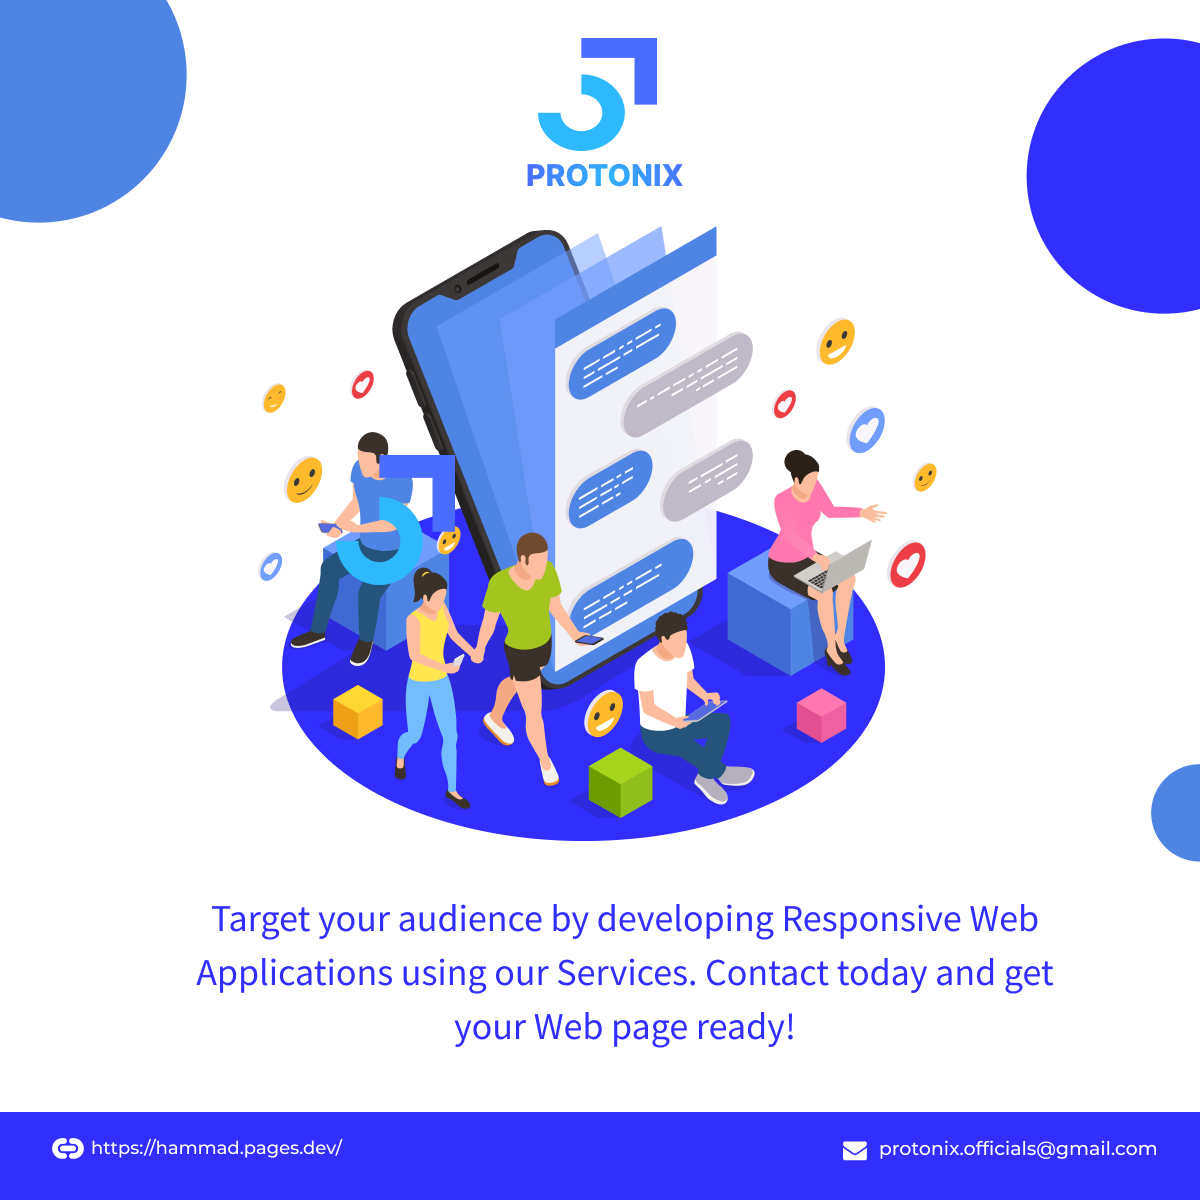 PROTONIX
Target your audience by developing Responsive Web
Applications using our Services. Contact today and get
your Web page ready!
https://hammad.pages.dev/
protonix.officials@gmail.com